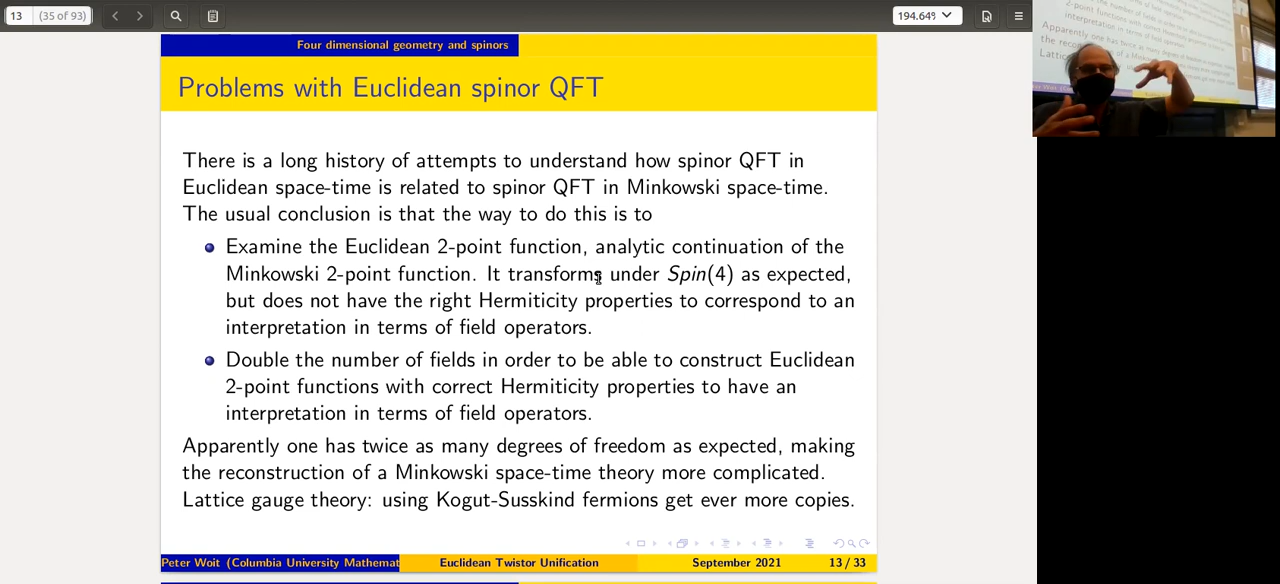 13 (35 of 93)
194.64%
Four dimensional geometry and spinors
Problems with Euclidean spinor QFT
There is a long history of attempts to understand how spinor QFT in
Euclidean space-time is related to spinor QFT in Minkowski space-time.
The usual conclusion is that the way to do this is to
Examine the Euclidean 2-point function, analytic continuation of the
Minkowski 2-point function. It transforms under Spin(4) as expected,
but does not have the right Hermiticity properties to correspond to an
interpretation in terms of field operators.
Double the number of fields in order to be able to construct Euclidean
2-point functions with correct Hermiticity properties to have an
interpretation in terms of field operators.
Apparently one has twice as many degrees of freedom as expected, making
the reconstruction of a Minkowski space-time theory more complicated.
Lattice gauge theory: using Kogut-Susskind fermions get ever more copies.
Peter Woit (Columbia University Mathemat
Euclidean Twistor Unification
September 2021
13 / 33